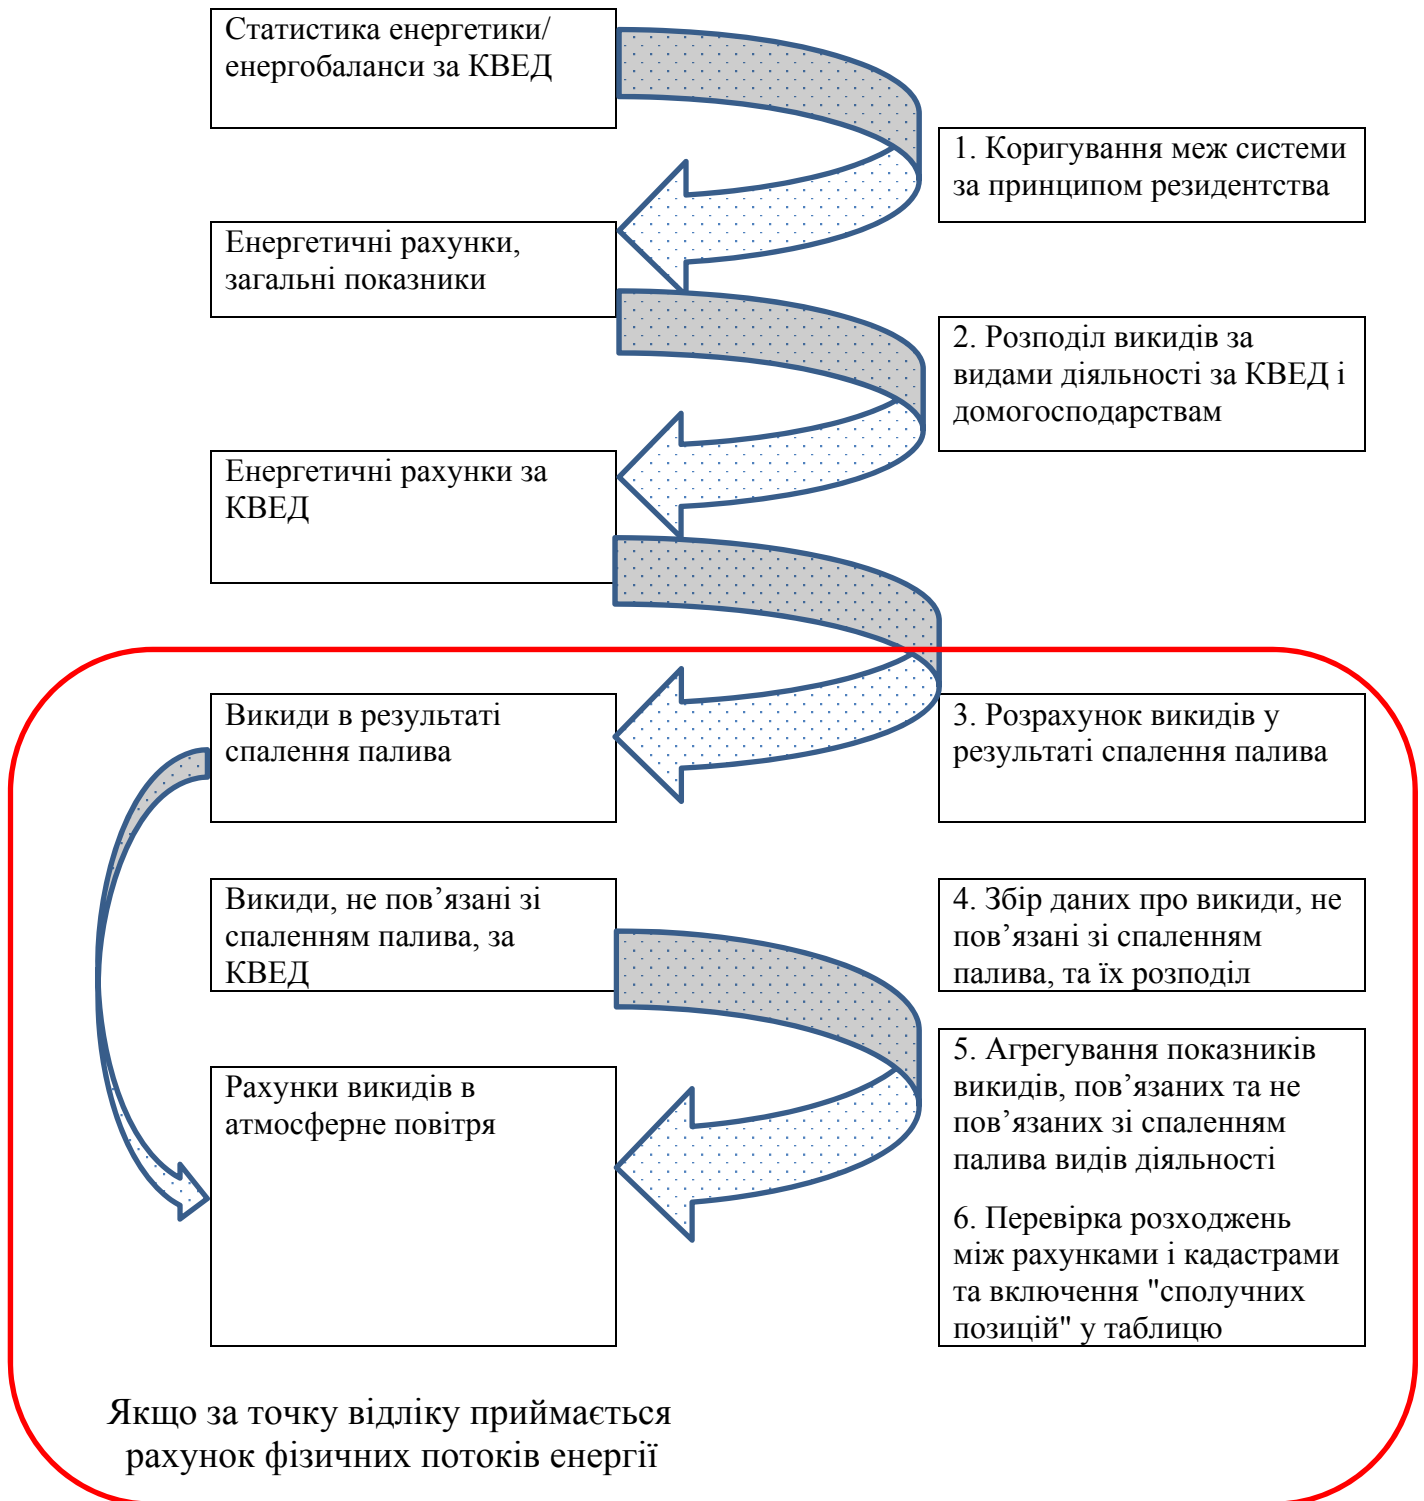 Статистика енергетики/
енергобаланси за КВЕД
1. Коригування меж системи
за принципом резидентства
Енергетичні рахунки,
загальні показники
2. Розподіл викидів за
видами діяльності за КВЕД і
домогосподарствам
Енергетичні рахунки за
КВЕД
Викиди в результаті
спалення палива
3. Розрахунок викидів у
результаті спалення палива
Викиди, не пов’язані зі
спаленням палива, за
КВЕД
4. Збір даних про викиди, не
пов’язані зі спаленням
палива, та їх розподіл
Рахунки викидів в
атмосферне повітря
5. Агрегування показників
викидів, пов’язаних та не
пов’язаних зі спаленням
палива видів діяльності
6. Перевірка розходжень
між рахунками і кадастрами
та включення "сполучних
позицій" у таблицю
Якщо за точку відліку приймається
рахунок фізичних потоків енергії